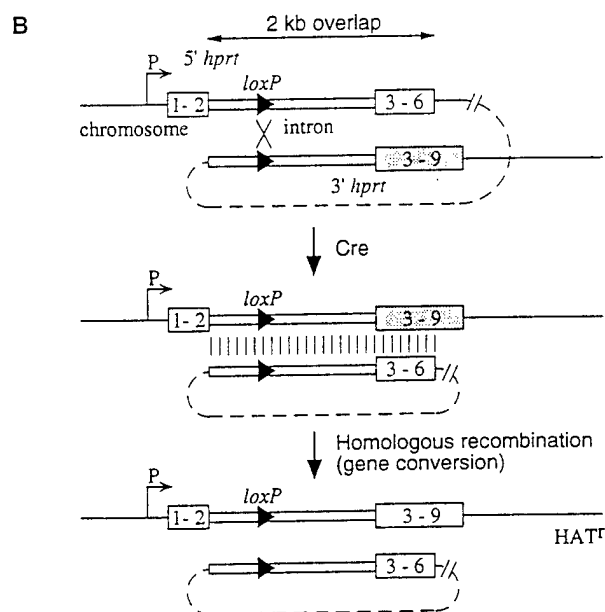 B
2 kb overlap
P
5' hprt
loxP
1- 2
3 - 6
chromosome
intron
3 - 9
3' hprt
Cre
P
loxP
1- 2
3 - 9
3 - 6
Homologous recombination
(gene conversion)
P
loxP
1- 2
3 - 9
HATr
3 - 6